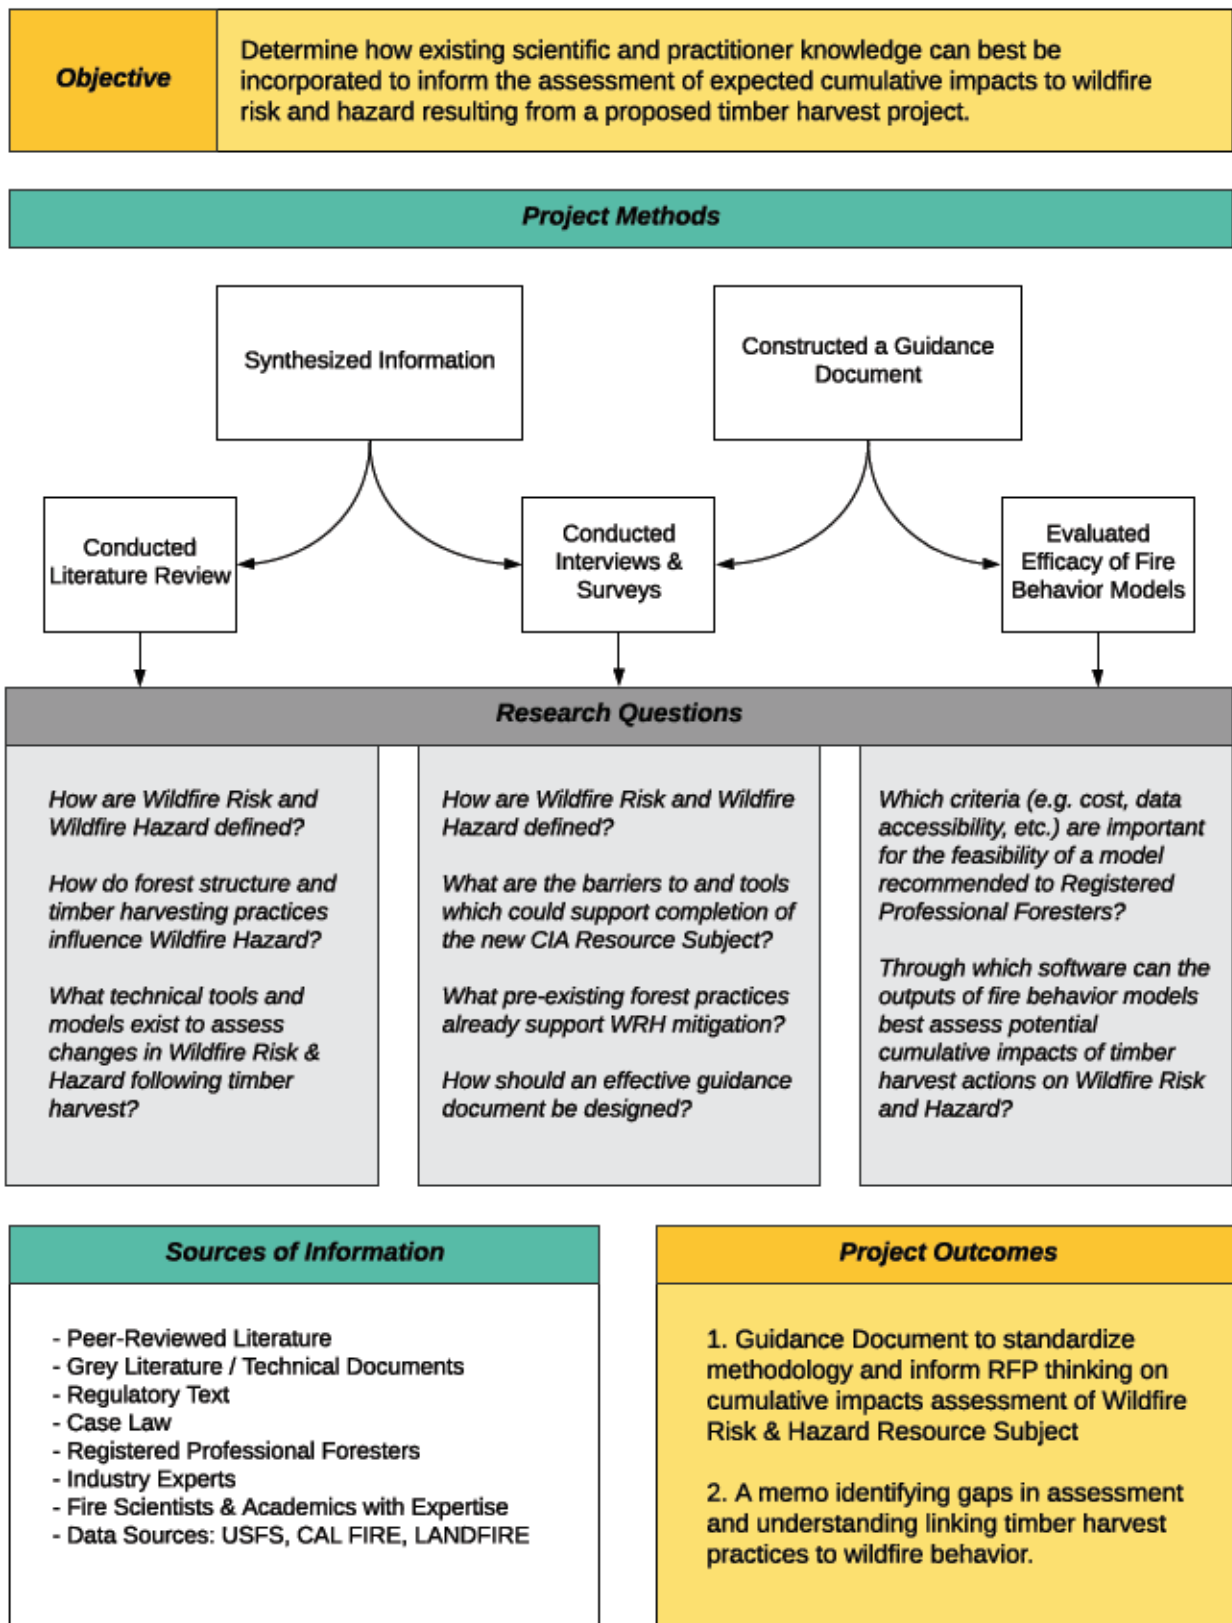 Objective
Determine how existing scientific and practitioner knowledge can best be
incorporated to inform the assessment of expected cumulative impacts to wildfire
risk and hazard resulting from a proposed timber harvest project.
Project Methods
Synthesized Information
Constructed a Guidance
Document
Conducted
Literature Review
Conducted
Interviews &
Surveys
Evaluated
Efficacy of Fire
Behavior Models
Research Questions
How are Wildfire Risk and
Wildfire Hazard defined?
How do forest structure and
timber harvesting practices
influence Wildfire Hazard?
What technical tools and
models exist to assess
changes in Wildfire Risk &
Hazard following timber
harvest?
How are Wildfire Risk and Wildfire
Hazard defined?
What are the barriers to and tools
which could support completion of
the new CIA Resource Subject?
What pre-existing forest practices
already support WRH mitigation?
How should an effective guidance
document be designed?
Which criteria (e.g. cost, data
accessibility, etc.) are important
for the feasibility of a model
recommended to Registered
Professional Foresters?
Through which software can the
outputs of fire behavior models
best assess potential
cumulative impacts of timber
harvest actions on Wildfire Risk
and Hazard?
Sources of Information
- Peer-Reviewed Literature
- Grey Literature / Technical Documents
- Regulatory Text
- Case Law
- Registered Professional Foresters
- Industry Experts
- Fire Scientists & Academics with Expertise
- Data Sources: USFS, CAL FIRE, LANDFIRE
Project Outcomes
1. Guidance Document to standardize
methodology and inform RFP thinking on
cumulative impacts assessment of Wildfire
Risk & Hazard Resource Subject
2. A memo identifying gaps in assessment
and understanding linking timber harvest
practices to wildfire behavior.